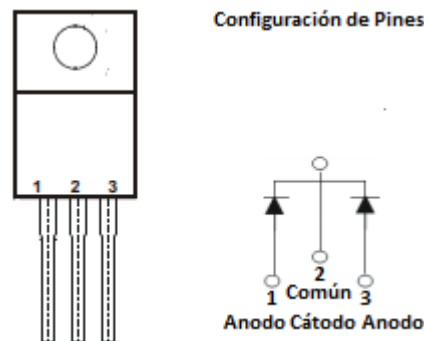 Configuración de Pines
1 2 3
2
1 Común 3
Anodo Cátodo Anodo